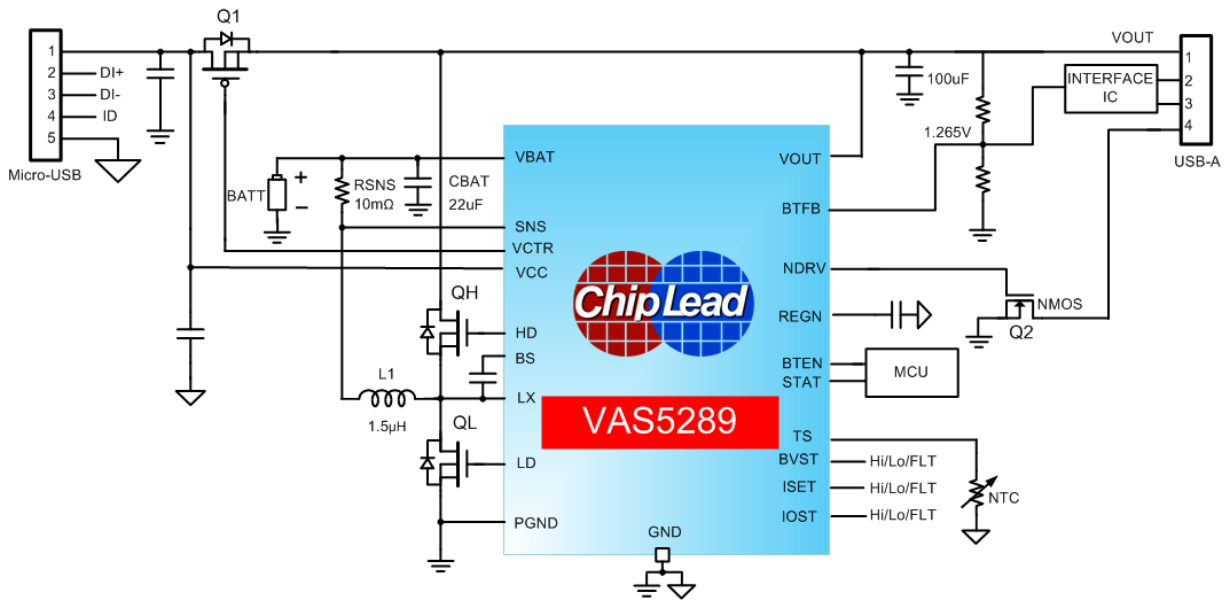 Q1
VOUT
1
2
3
4
5
DI+
DI-
ID
Micro-USB
100uF
INTERFACE
IC
1
2
3
4
USB-A
1.265V
BATT
+
–
RSNS
10mΩ
CBAT
22uF
VBAT
SNS
VCTR
VCC
HD
BS
LX
LD
PGND
QH
QL
L1
1.5µH
ChipLead
VAS5289
GND
VOUT
BTFB
NDRV
REGN
BTEN
STAT
TS
BVST
ISET
IOST
NMOS
Q2
MCU
Hi/Lo/FLT
Hi/Lo/FLT
Hi/Lo/FLT
NTC